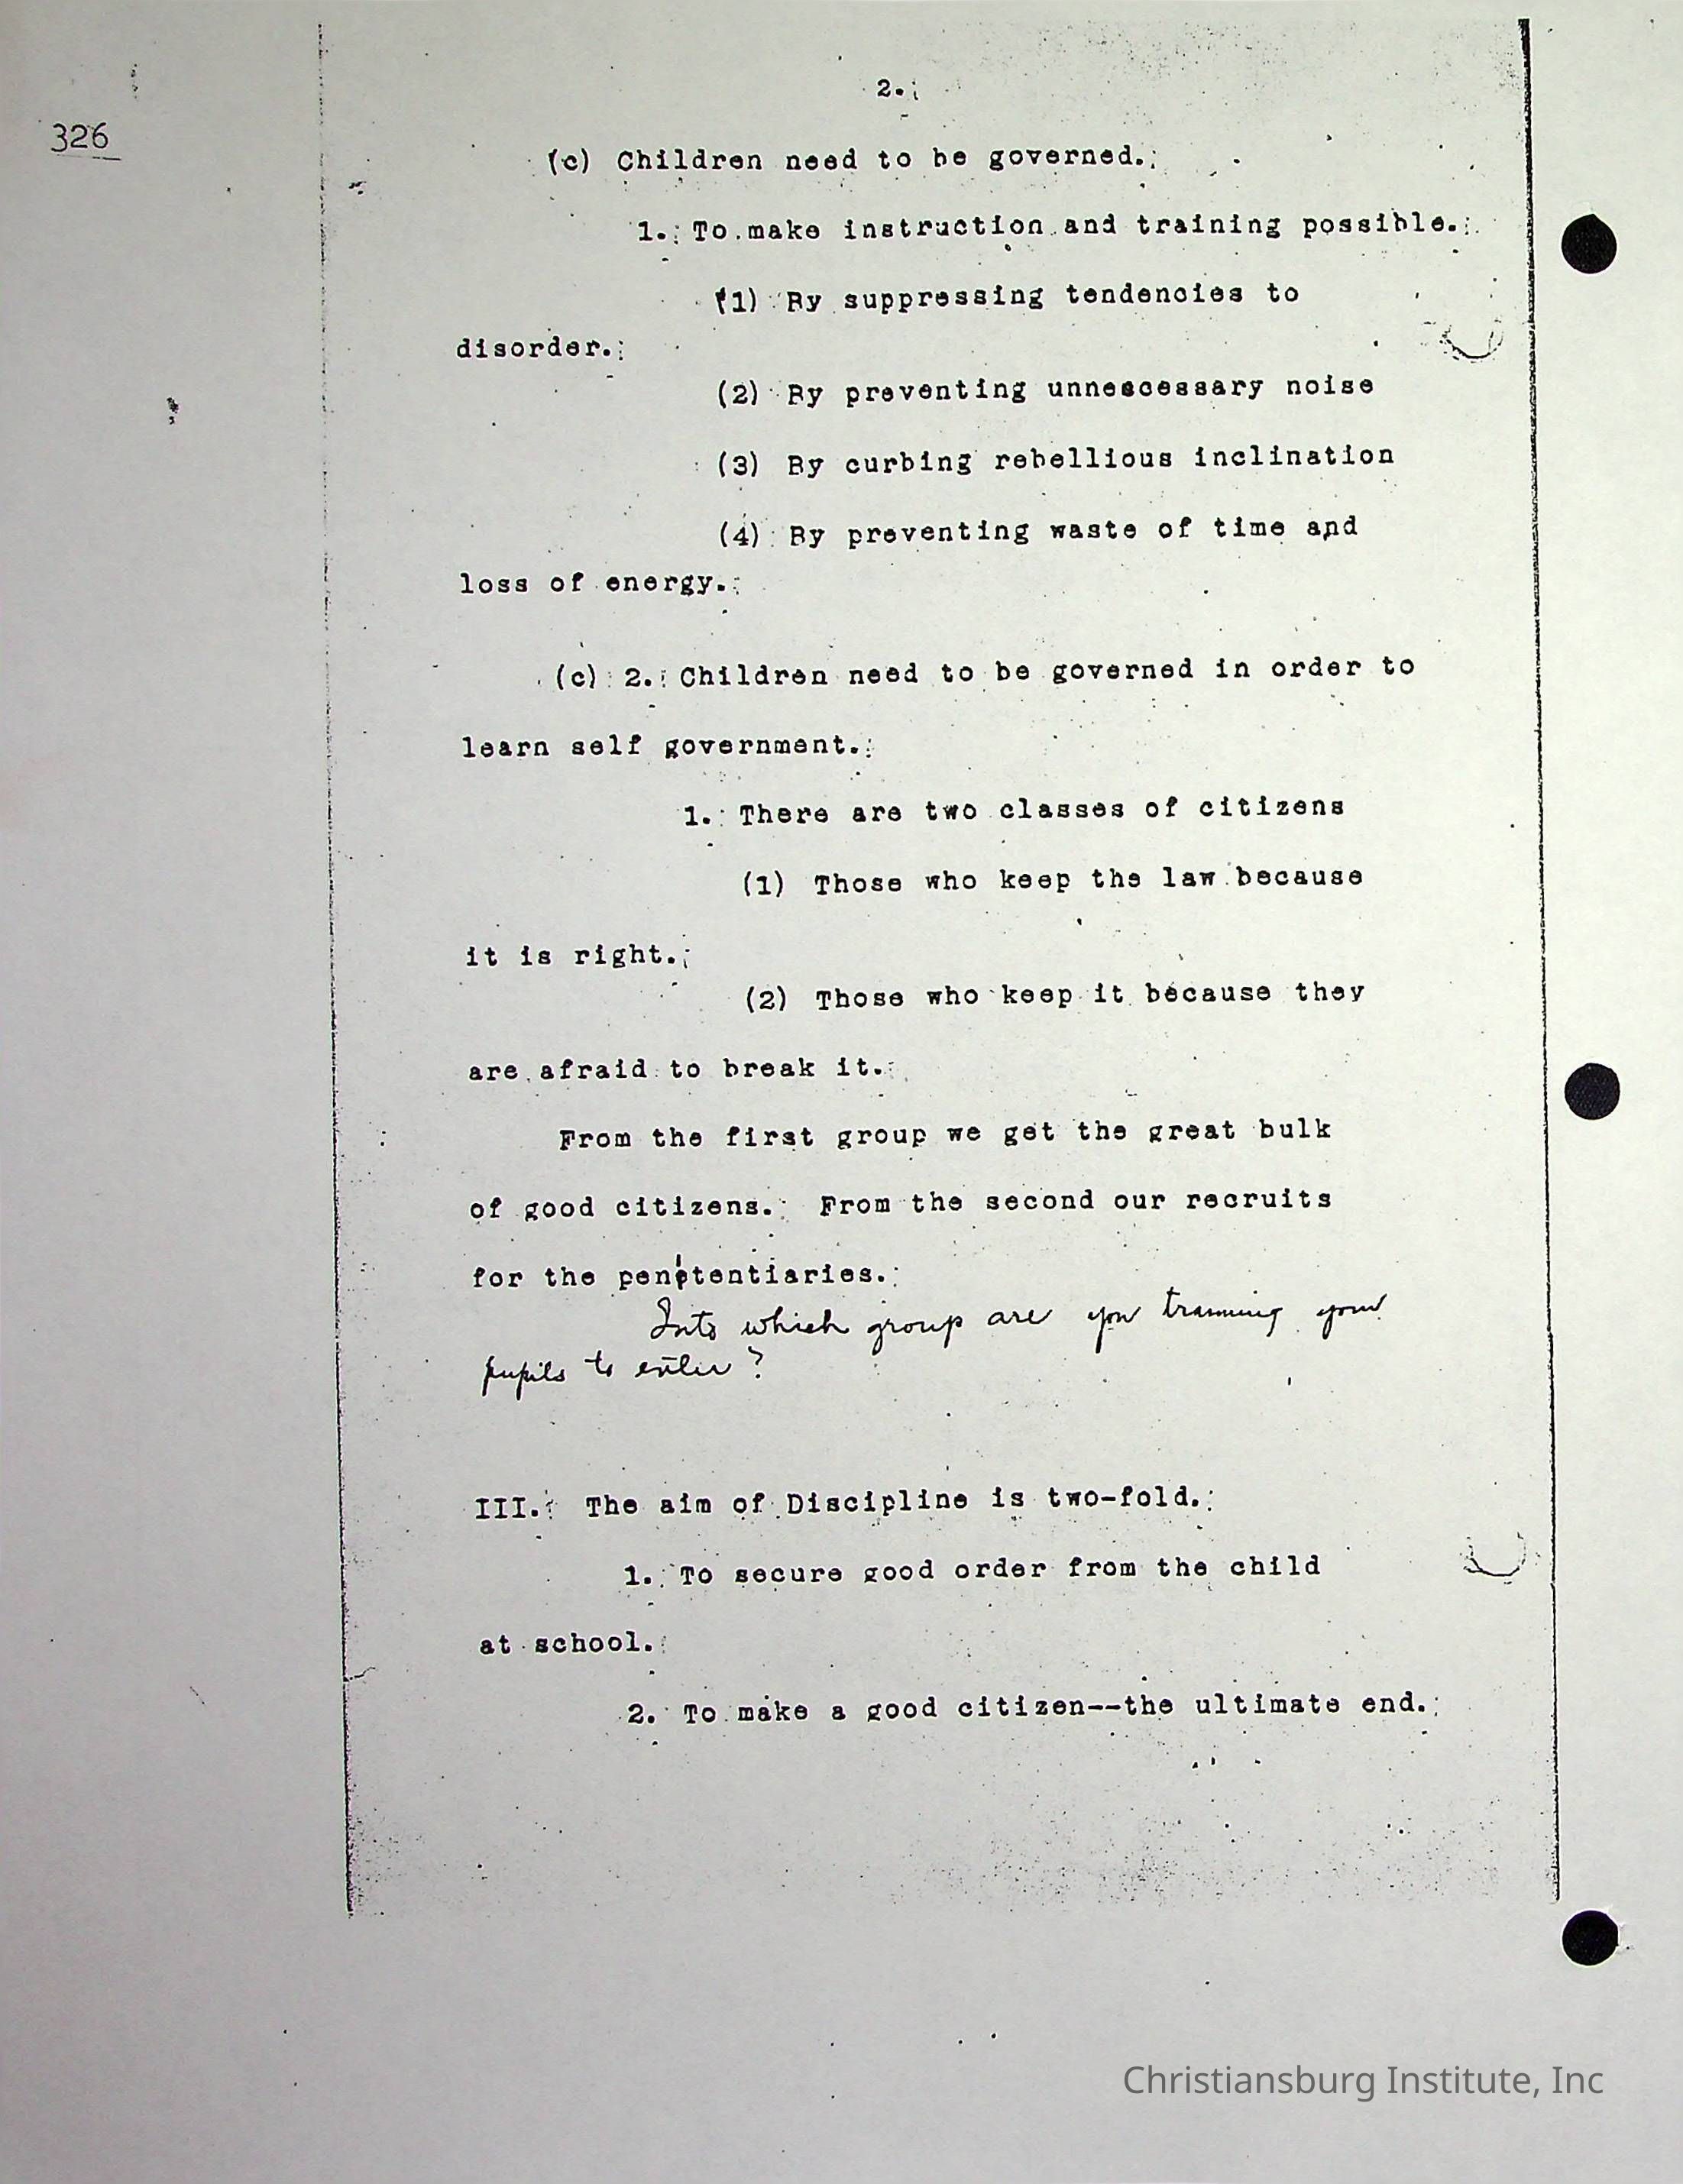 2.
326
(c) Children need to be governed.
1. To make instruction and training possible.
(1) By suppressing tendencies to
disorder.
(2) By preventing unnescessary noise
(3) By curbing rebellious inclination
(4) By preventing waste of time and
loss of energy.
(c) 2. Children need to be governed in order to
learn self government.
1. There are two classes of citizens
(1) Those who keep the law because
it is right.
(2) Those who keep it because they
are afraid to break it.
From the first group we get the great bulk
of good citizens. From the second our recruits
for the penitentiaries.
Into which group are you training your
pupils to enter?
III. The aim of Discipline is two-fold.
1. To secure good order from the child
at school.
2. To make a good citizen--the ultimate end.
Christiansburg Institute, Inc